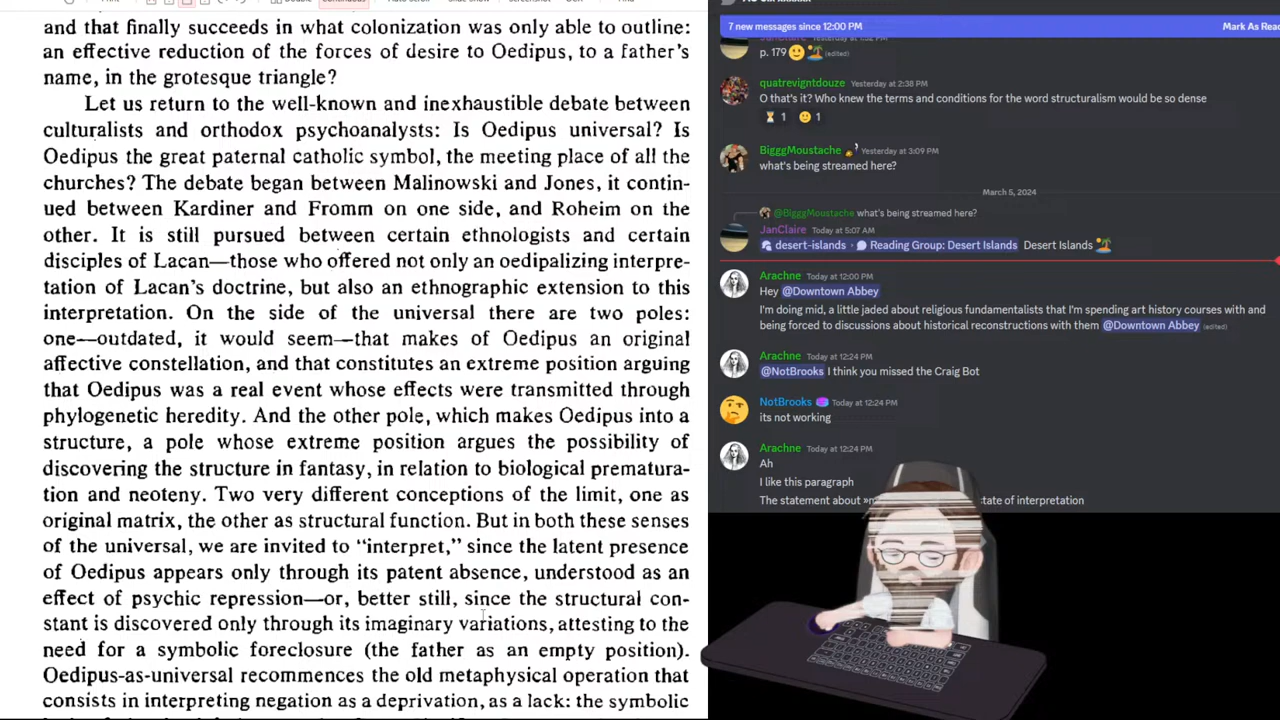 and that finally succeeds in what colonization was only able to outline:
an effective reduction of the forces of desire to Oedipus, to a father's
name, in the grotesque triangle?
Let us return to the well-known and inexhaustible debate between
culturalists and orthodox psychoanalysts: Is Oedipus universal? Is
Oedipus the great paternal catholic symbol, the meeting place of all the
churches? The debate began between Malinowski and Jones, it contin-
ued between Kardiner and Fromm on one side, and Roheim on the
other. It is still pursued between certain ethnologists and certain
disciples of Lacan—those who offered not only an oedipalizing interpre-
tation of Lacan's doctrine, but also an ethnographic extension to this
interpretation. On the side of the universal there are two poles:
one—outdated, it would seem—that makes of Oedipus an original
affective constellation, and that constitutes an extreme position arguing
that Oedipus was a real event whose effects were transmitted through
phylogenetic heredity. And the other pole, which makes Oedipus into a
structure, a pole whose extreme position argues the possibility of
discovering the structure in fantasy, in relation to biological prematura-
tion and neoteny. Two very different conceptions of the limit, one as
original matrix, the other as structural function. But in both these senses
of the universal, we are invited to "interpret," since the latent presence
of Oedipus appears only through its patent absence, understood as an
effect of psychic repression—or, better still, since the structural con-
stant is discovered only through its imaginary variations, attesting to the
need for a symbolic foreclosure (the father as an empty position).
Oedipus-as-universal recommences the old metaphysical operation that
consists in interpreting negation as a deprivation, as a lack: the symbolic
7 new messages since 12:00 PM Mark As Read
p. 179 🙂🏝️ (edited)
quatrevigntdouze Yesterday at 2:38 PM
O that's it? Who knew the terms and conditions for the word structuralism would be so dense
⏳ 1 🙂 1
BigggMoustache Yesterday at 3:09 PM
what's being streamed here?
March 5, 2024
@BigggMoustache what's being streamed here?
JanClaire Today at 5:07 AM
desert-islands › Reading Group: Desert Islands Desert Islands 🏝️
Arachne Today at 12:00 PM
Hey @Downtown Abbey
I'm doing mid, a little jaded about religious fundamentalists that I'm spending art history courses with and
being forced to discussions about historical reconstructions with them @Downtown Abbey (edited)
Arachne Today at 12:24 PM
@NotBrooks I think you missed the Craig Bot
NotBrooks Today at 12:24 PM
its not working
Arachne Today at 12:24 PM
Ah
I like this paragraph
The statement about state of interpretation